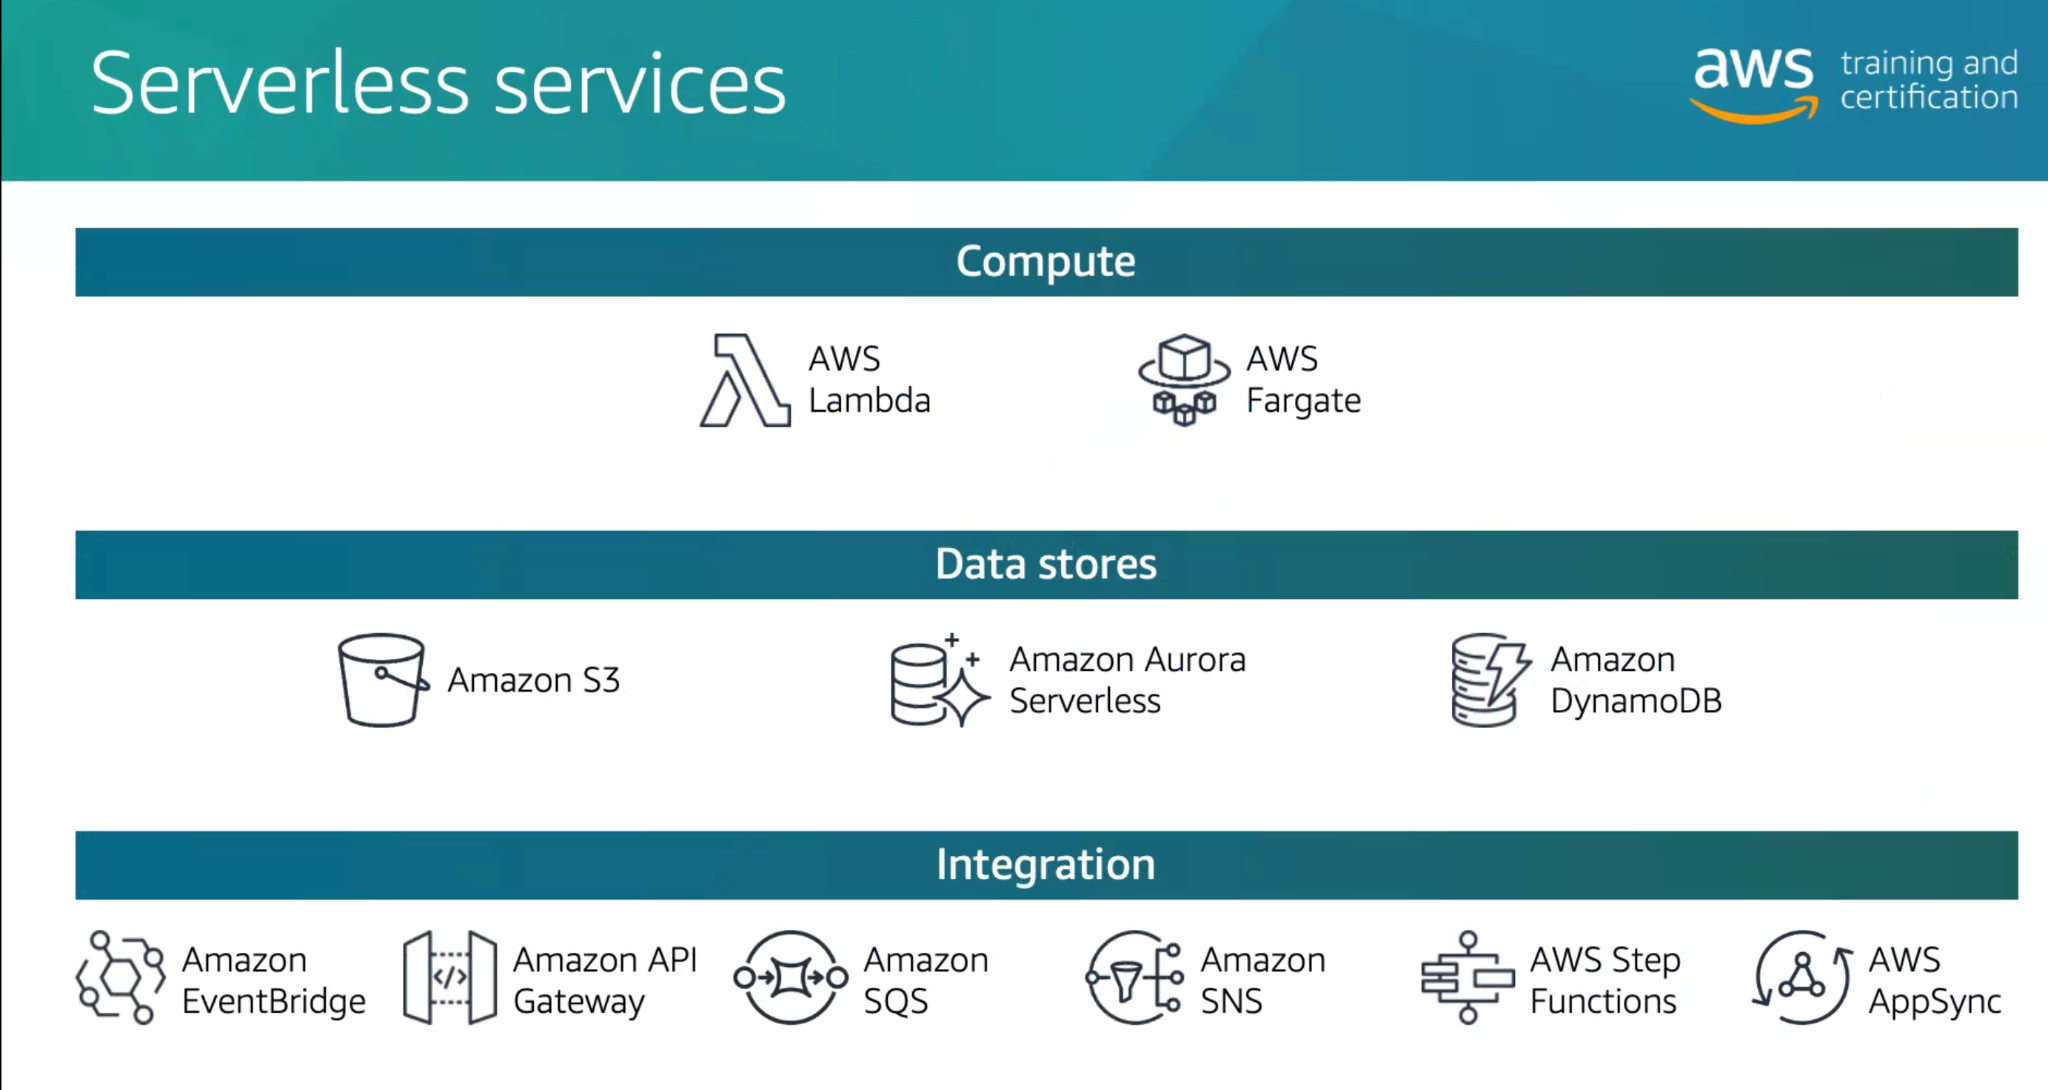 Serverless services
aws training and
certification
Compute
AWS
Lambda
AWS
Fargate
Data stores
Amazon S3
Amazon Aurora
Serverless
Amazon
DynamoDB
Integration
Amazon
EventBridge
Amazon API
Gateway
</>
Amazon
SQS
Amazon
SNS
AWS Step
Functions
AWS
AppSync